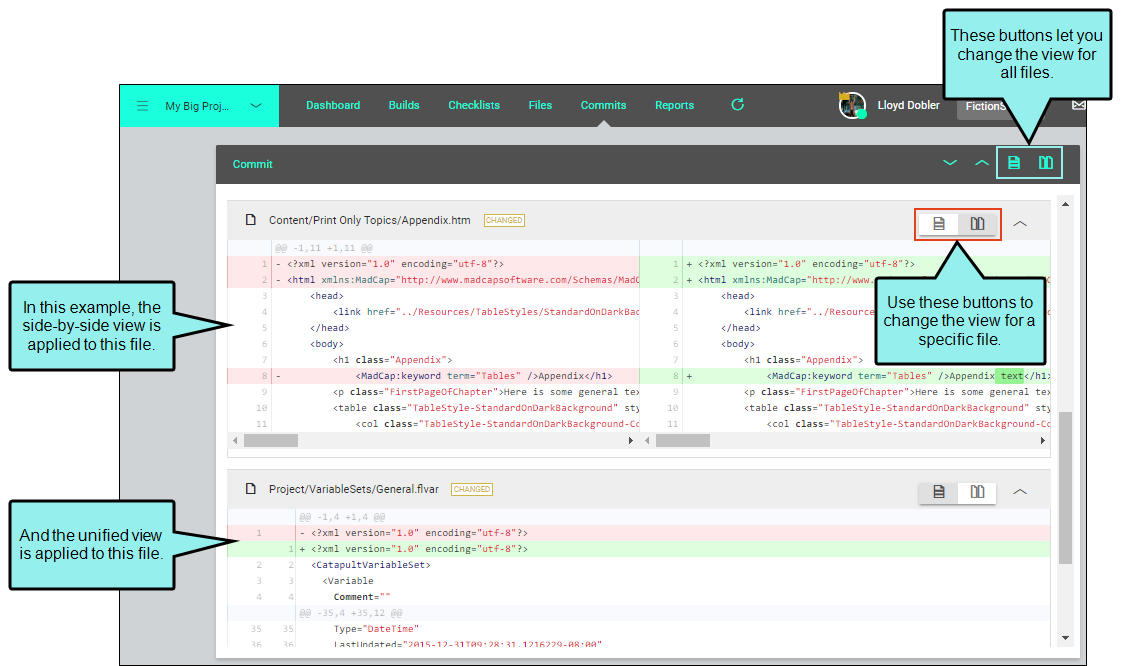 These buttons let you
change the view for
all files.
My Big Proj...
Dashboard
Builds
Checklists
Files
Commits
Reports
Lloyd Dobler
Commit
Content/Print Only Topics/Appendix.htm
CHANGED
@@ -1,11 +1,11 @@
1 - <?xml version="1.0" encoding="utf-8"?>
2 - <html xmlns:MadCap="http://www.madcapsoftware.com/Schemas/MadC
3 <head>
4 <link href="../Resources/TableStyles/StandardOnDarkBac
5 </head>
6 <body>
7 <h1 class="Appendix">
8 - <MadCap:keyword term="Tables" />Appendix</h1>
9 <p class="FirstPageOfChapter">Here is some general tex
10 <table class="TableStyle-StandardOnDarkBackground" sty
11 <col class="TableStyle-StandardOnDarkBackground-Co
1 + <?xml version="1.0" encoding="utf-8"?>
2 + <html xmlns:MadCap="http://www.
3 <head>
4 <link href="../Resources/
5 </head>
6 <body>
7 <h1 class="Appendix">
8 + <MadCap:keyword term="Tables" />Appendix text</h1>
9 <p class="FirstPageOfChapter">Here is some general tex
10 <table class="TableStyle-StandardOnDarkBackground" sty
11 <col class="TableStyle-StandardOnDarkBackground-Co
Use these buttons to
change the view for a
specific file.
In this example, the
side-by-side view is
applied to this file.
Project/VariableSets/General.flvar
CHANGED
@@ -1,4 +1,4 @@
1 - <?xml version="1.0" encoding="utf-8"?>
1 + <?xml version="1.0" encoding="utf-8"?>
2 2 <CatapultVariableSet>
3 3 <Variable
4 4 Comment=""
@@ -35,4 +35,12 @@
35 35 Type="DateTime"
36 36 LastUpdated="2015-12-31T09:28:31.1216229-08:00"
And the unified view
is applied to this file.